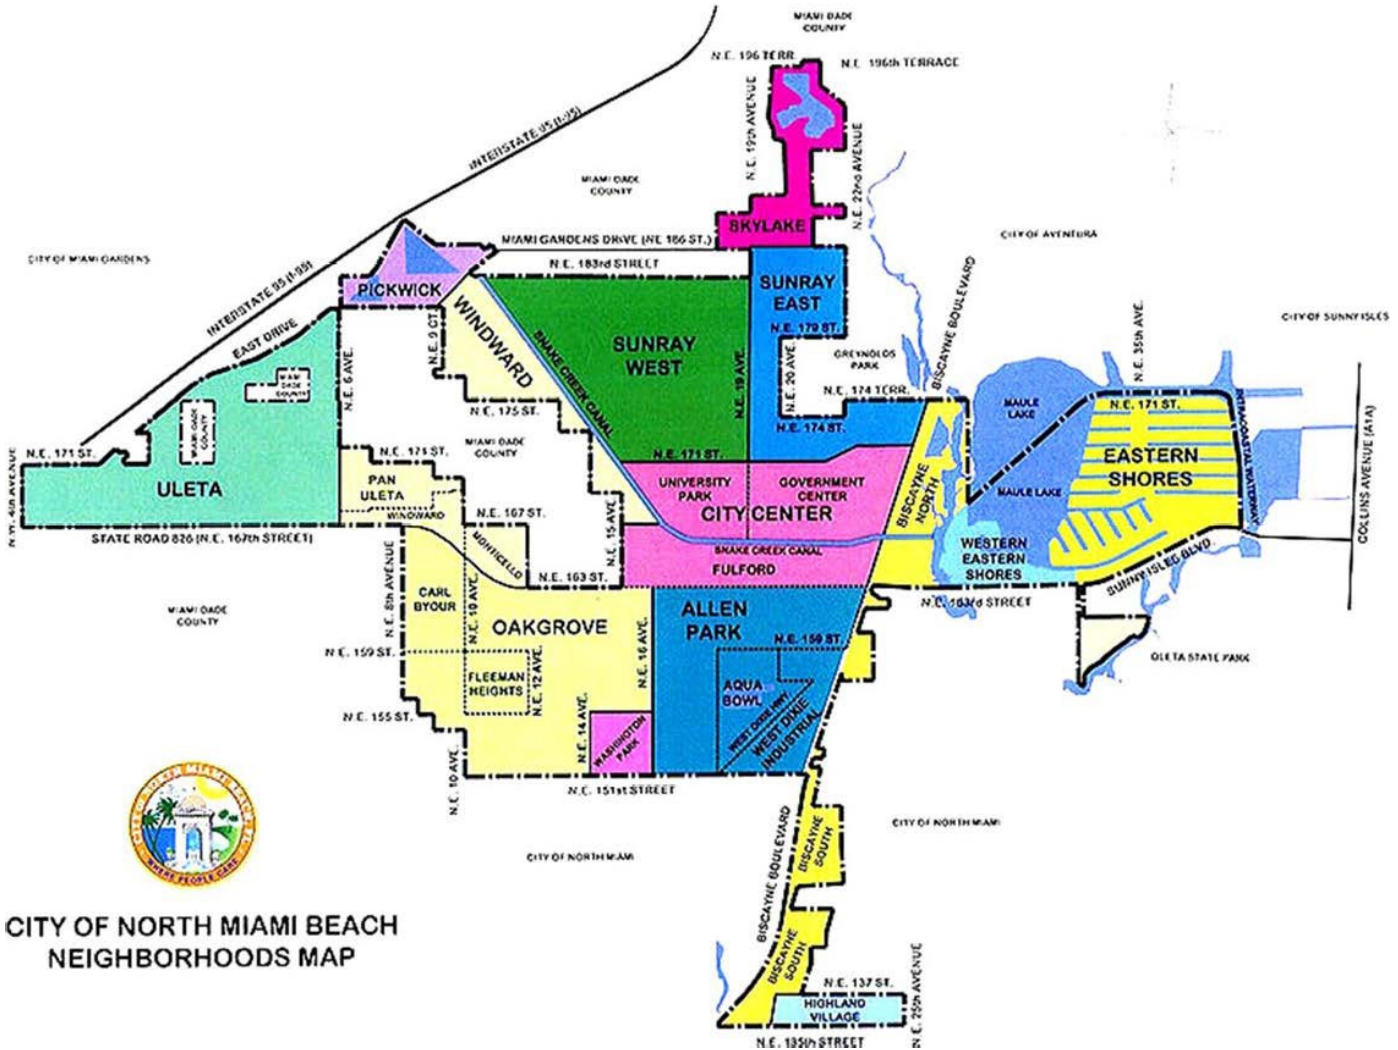 MIAMI DADE
COUNTY
N.E. 196 TERR.
N.E. 196th TERRACE
INTERSTATE 95 (I-95)
N.E. 19th AVENUE
N.E. 22nd AVENUE
MIAMI DADE
COUNTY
SKYLAKE
CITY OF MIAMI GARDENS
MIAMI GARDENS DRIVE (NE 186 ST.)
CITY OF AVENTURA
N.E. 183rd STREET
INTERSTATE 95 (I-95)
PICKWICK
SUNRAY
EAST
BISCAYNE BOULEVARD
CITY OF SUNNY ISLES
EAST DRIVE
N.E. 9 CT.
WINDWARD
SNAKE CREEK CANAL
SUNRAY
WEST
N.E. 179 ST.
GREYNOLDS
PARK
N.E. 35th AVE.
N.E. 6 AVE.
N.E. 19 AVE.
N.E. 20 AVE.
N.E. 174 TERR.
MIAMI
DADE
COUNTY
MIAMI-DADE
COUNTY
N.E. 175 ST.
N.E. 174 ST.
MAULE
LAKE
N.E. 171 ST.
INTRACOASTAL WATERWAY
COLLINS AVENUE (A1A)
N.E. 171 ST.
N.E. 171 ST.
MIAMI DADE
COUNTY
N.E. 171 ST.
EASTERN
SHORES
N.W. 4th AVENUE
ULETA
PAN
ULETA
WINDWARD
UNIVERSITY
PARK
GOVERNMENT
CENTER
CITY CENTER
BISCAYNE
NORTH
MAULE LAKE
STATE ROAD 826 (N.E. 167th STREET)
N.E. 167 ST.
MONTICELLO
N.E. 15 AVE.
SNAKE CREEK CANAL
FULFORD
WESTERN
EASTERN
SHORES
SUNNY ISLES BLVD.
N.E. 163 ST.
N.E. 163rd STREET
MIAMI DADE
COUNTY
N.E. 8th AVENUE
CARL
BYOUR
N.E. 10 AVE.
OAKGROVE
N.E. 16 AVE.
ALLEN
PARK
N.E. 159 ST.
N.E. 159 ST.
OLETA STATE PARK
FLEEMAN
HEIGHTS
N.E. 12 AVE.
AQUA
BOWL
WEST DIXIE HWY.
WEST DIXIE
INDUSTRIAL
N.E. 155 ST.
N.E. 14 AVE.
WASHINGTON
PARK
N.E. 10 AVE.
N.E. 151st STREET
BISCAYNE BOULEVARD
BISCAYNE
SOUTH
CITY OF NORTH MIAMI
CITY OF NORTH MIAMI
WHERE PEOPLE CARE
CITY OF NORTH MIAMI BEACH
NEIGHBORHOODS MAP
BISCAYNE
SOUTH
N.E. 137 ST.
N.E. 25th AVENUE
HIGHLAND
VILLAGE
N.E. 135th STREET